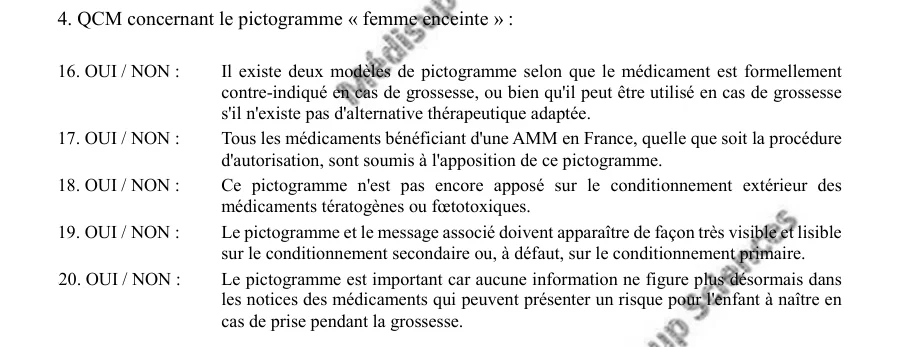 4. QCM concernant le pictogramme « femme enceinte » :
16. OUI / NON : Il existe deux modèles de pictogramme selon que le médicament est formellement
contre-indiqué en cas de grossesse, ou bien qu'il peut être utilisé en cas de grossesse
s'il n'existe pas d'alternative thérapeutique adaptée.
17. OUI / NON : Tous les médicaments bénéficiant d'une AMM en France, quelle que soit la procédure
d'autorisation, sont soumis à l'apposition de ce pictogramme.
18. OUI / NON : Ce pictogramme n'est pas encore apposé sur le conditionnement extérieur des
médicaments tératogènes ou fœtotoxiques.
19. OUI / NON : Le pictogramme et le message associé doivent apparaître de façon très visible et lisible
sur le conditionnement secondaire ou, à défaut, sur le conditionnement primaire.
20. OUI / NON : Le pictogramme est important car aucune information ne figure plus désormais dans
les notices des médicaments qui peuvent présenter un risque pour l'enfant à naître en
cas de prise pendant la grossesse.
Médisup
up Sciences